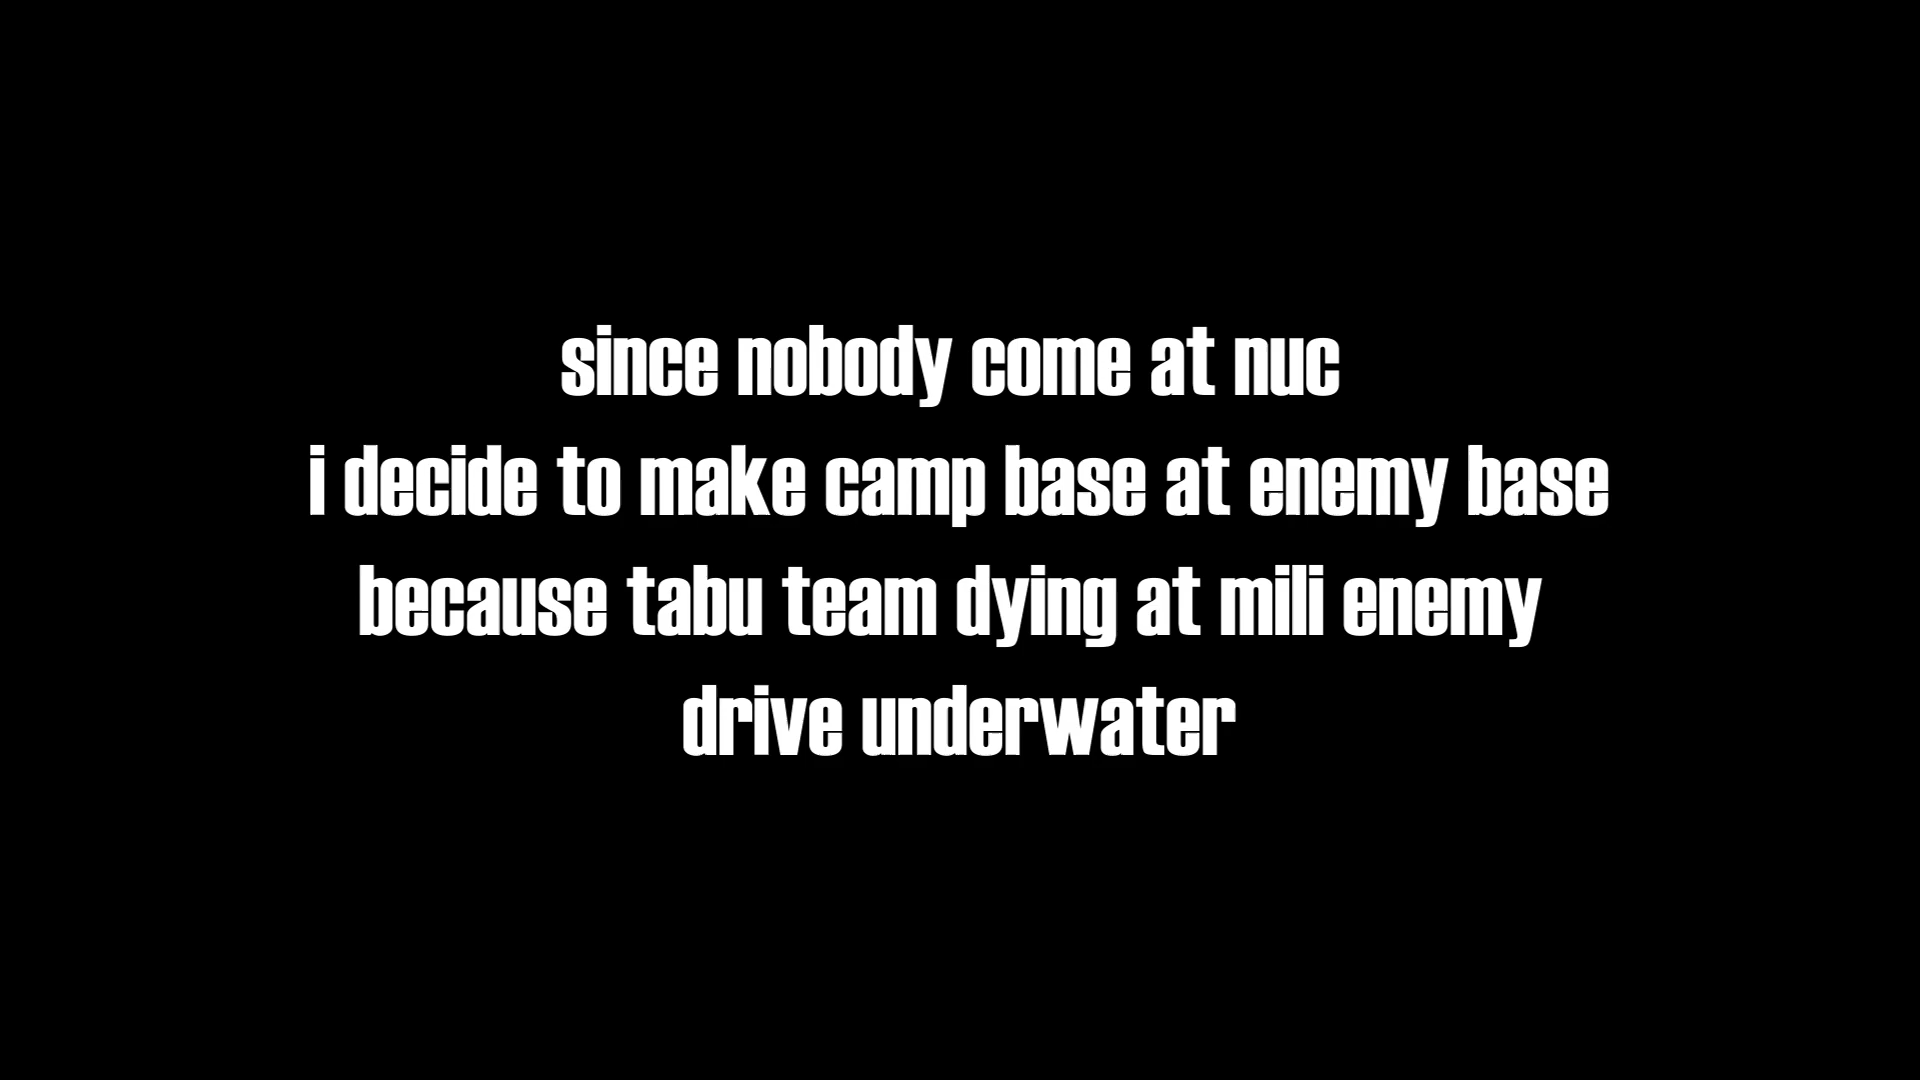 since nobody come at nuc
i decide to make camp base at enemy base
because tabu team dying at mili enemy
drive underwater